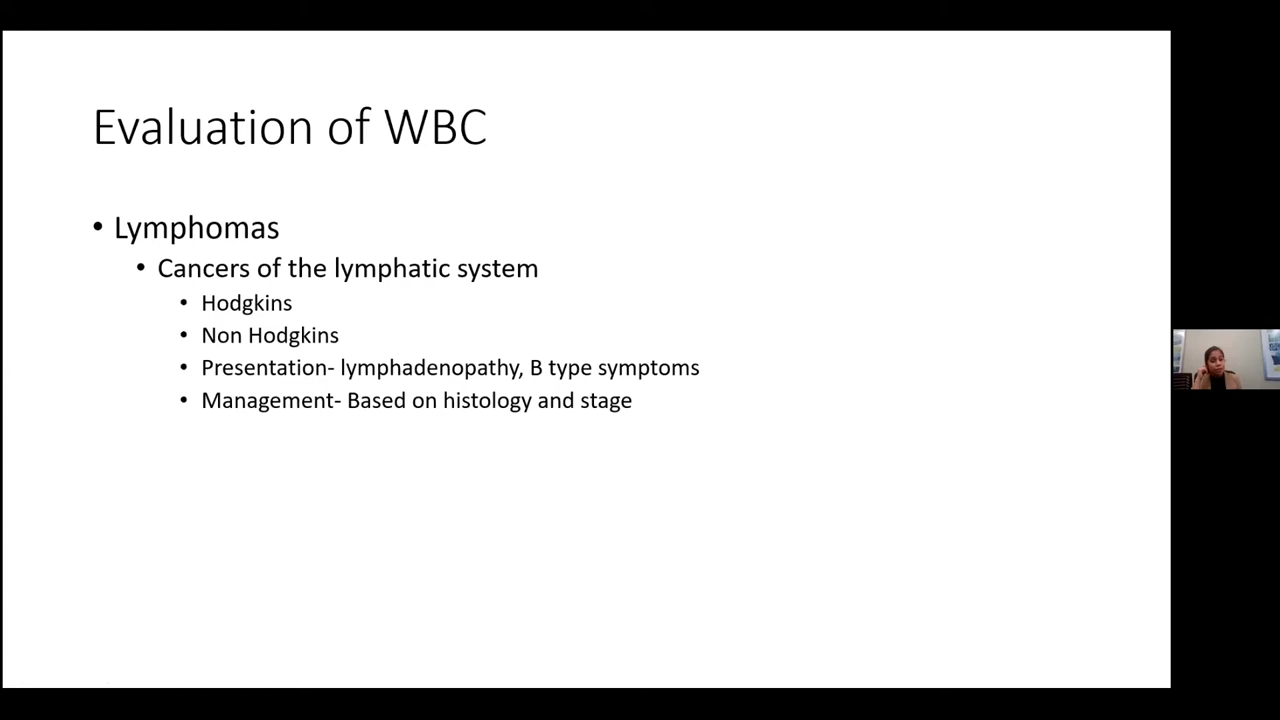 Evaluation of WBC
• Lymphomas
• Cancers of the lymphatic system
• Hodgkins
• Non Hodgkins
• Presentation- lymphadenopathy, B type symptoms
• Management- Based on histology and stage